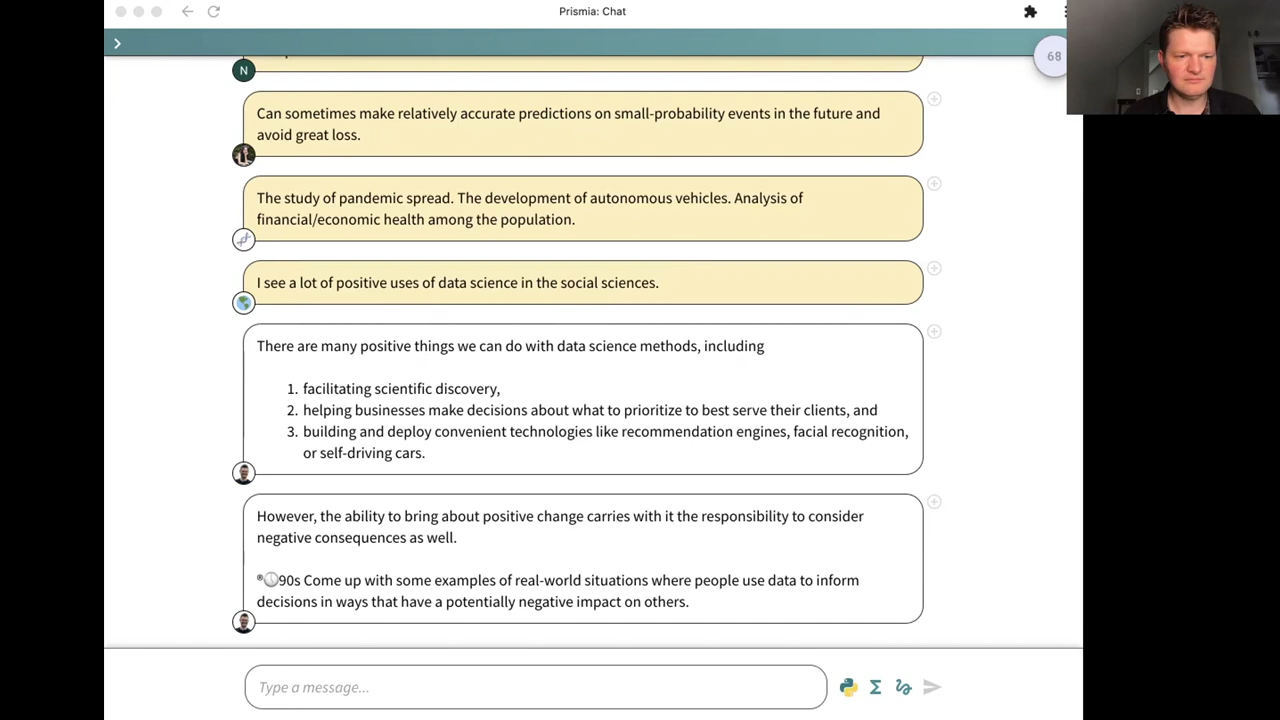 Prismia: Chat
68
N
Can sometimes make relatively accurate predictions on small-probability events in the future and
avoid great loss.
The study of pandemic spread. The development of autonomous vehicles. Analysis of
financial/economic health among the population.
I see a lot of positive uses of data science in the social sciences.
There are many positive things we can do with data science methods, including
1. facilitating scientific discovery,
2. helping businesses make decisions about what to prioritize to best serve their clients, and
3. building and deploy convenient technologies like recommendation engines, facial recognition,
or self-driving cars.
However, the ability to bring about positive change carries with it the responsibility to consider
negative consequences as well.
90s Come up with some examples of real-world situations where people use data to inform
decisions in ways that have a potentially negative impact on others.
Type a message...